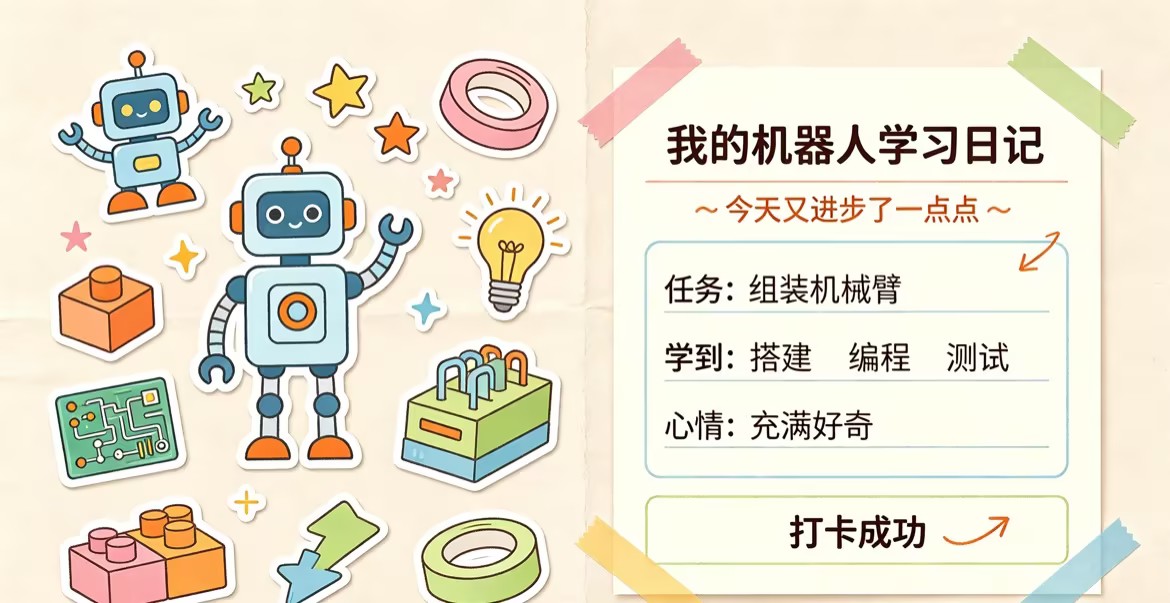 我的机器人学习日记
～今天又进步了一点点～
任务：组装机械臂
学到：搭建 编程 测试
心情：充满好奇
打卡成功